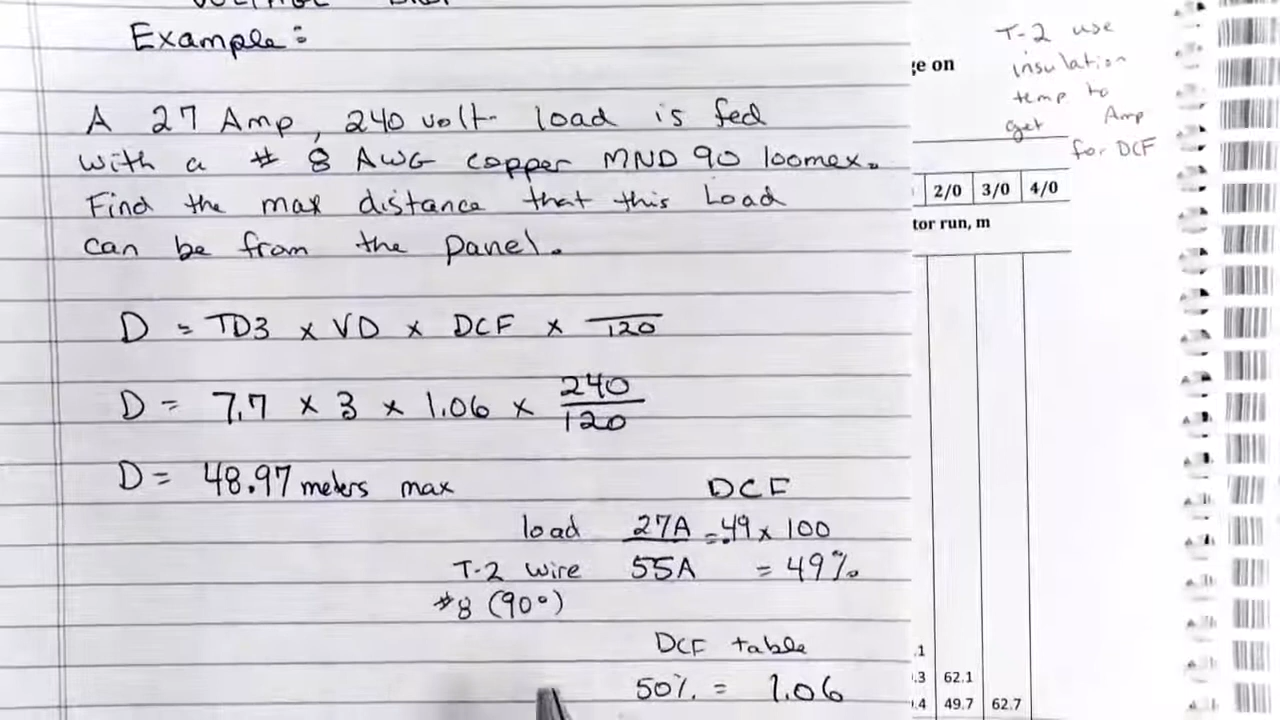 Example:
A 27 Amp, 240 volt load is fed
with a # 8 AWG copper MND 90 loomex.
Find the max distance that this Load
can be from the panel.
D = TD3 x VD x DCF x —/120
D = 7.7 x 3 x 1.06 x 240/120
D = 48.97 meters max
DCF
load 27A = .49 x 100
T-2 wire 55A = 49%
#8 (90°)
DCF table
50% = 1.06
ge on
T-2 use
insulation
temp to
get Amp
for DCF
2/0 3/0 4/0
tor run, m
.1
.3 62.1
.4 49.7 62.7